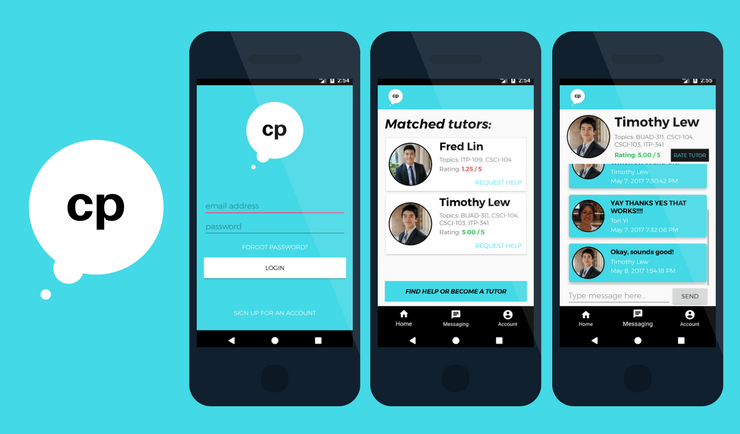 cp
2:54
cp
email address
password
FORGOT PASSWORD?
LOGIN
SIGN UP FOR AN ACCOUNT
2:54
cp
Matched tutors:
Fred Lin
Topics: ITP-109, CSCI-104
Rating: 1.25 / 5
REQUEST HELP
Timothy Lew
Topics: BUAD-311, CSCI-104,
CSCI-103, ITP-341
Rating: 5.00 / 5
REQUEST HELP
FIND HELP OR BECOME A TUTOR
Home
Messaging
Account
2:55
cp
Timothy Lew
Topics: BUAD-311, CSCI-104,
CSCI-103, ITP-341
Rating: 5.00 / 5
RATE TUTOR
Timothy Lew
May 7, 2017 7:30:42 PM
YAY THANKS YES THAT
WORKS!!!!
Tori Yi
May 7, 2017 7:32:08 PM
Okay, sounds good!
Timothy Lew
May 8, 2017 1:54:18 PM
Type message here...
SEND
Home
Messaging
Account